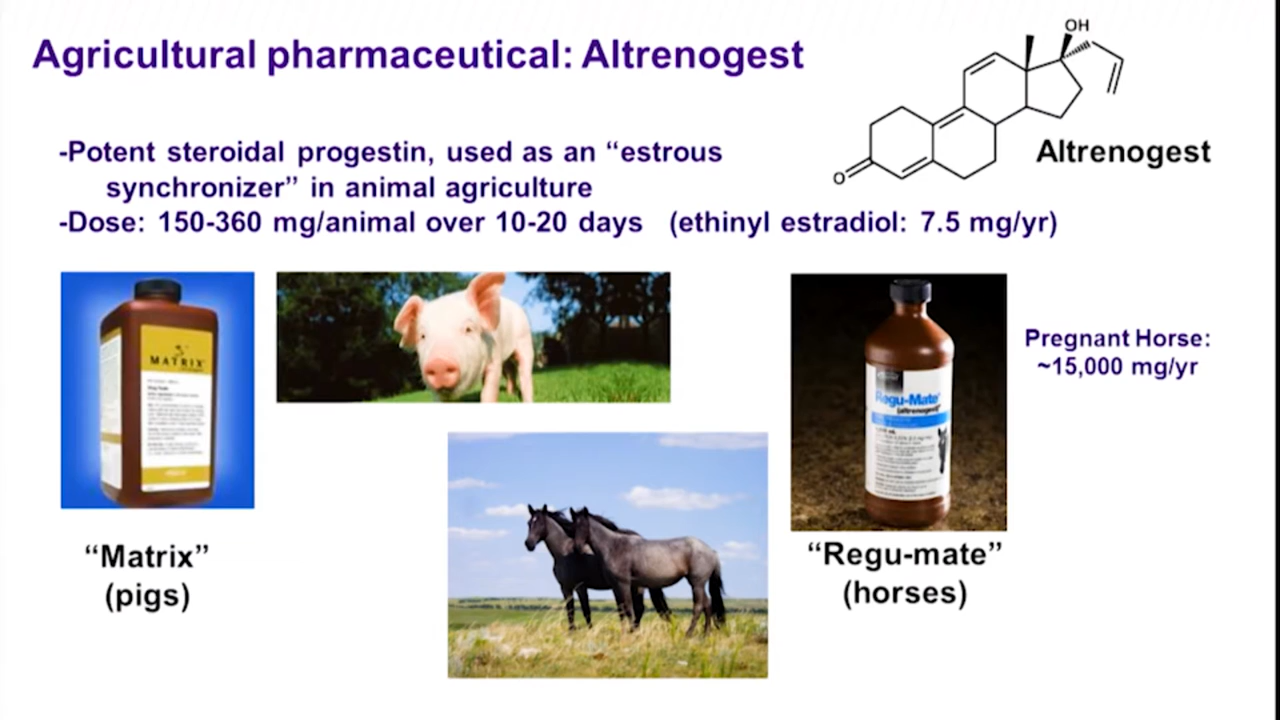 Agricultural pharmaceutical: Altrenogest
OH
O
Altrenogest
-Potent steroidal progestin, used as an “estrous
synchronizer” in animal agriculture
-Dose: 150-360 mg/animal over 10-20 days (ethinyl estradiol: 7.5 mg/yr)
MATRIX
Regu-Mate
(altrenogest)
Pregnant Horse:
~15,000 mg/yr
“Matrix”
(pigs)
“Regu-mate”
(horses)